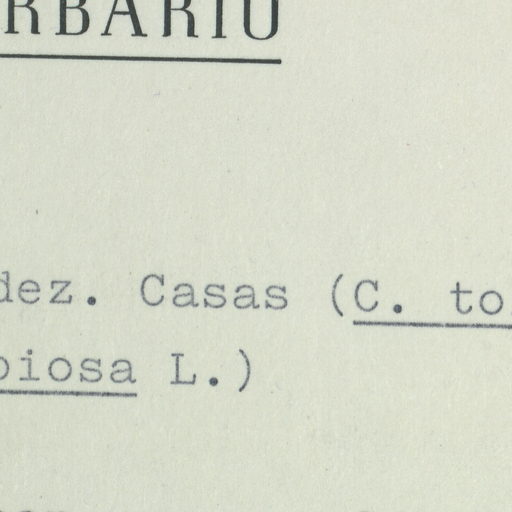 RBARIO
dez. Casas (C. to
biosa L.)